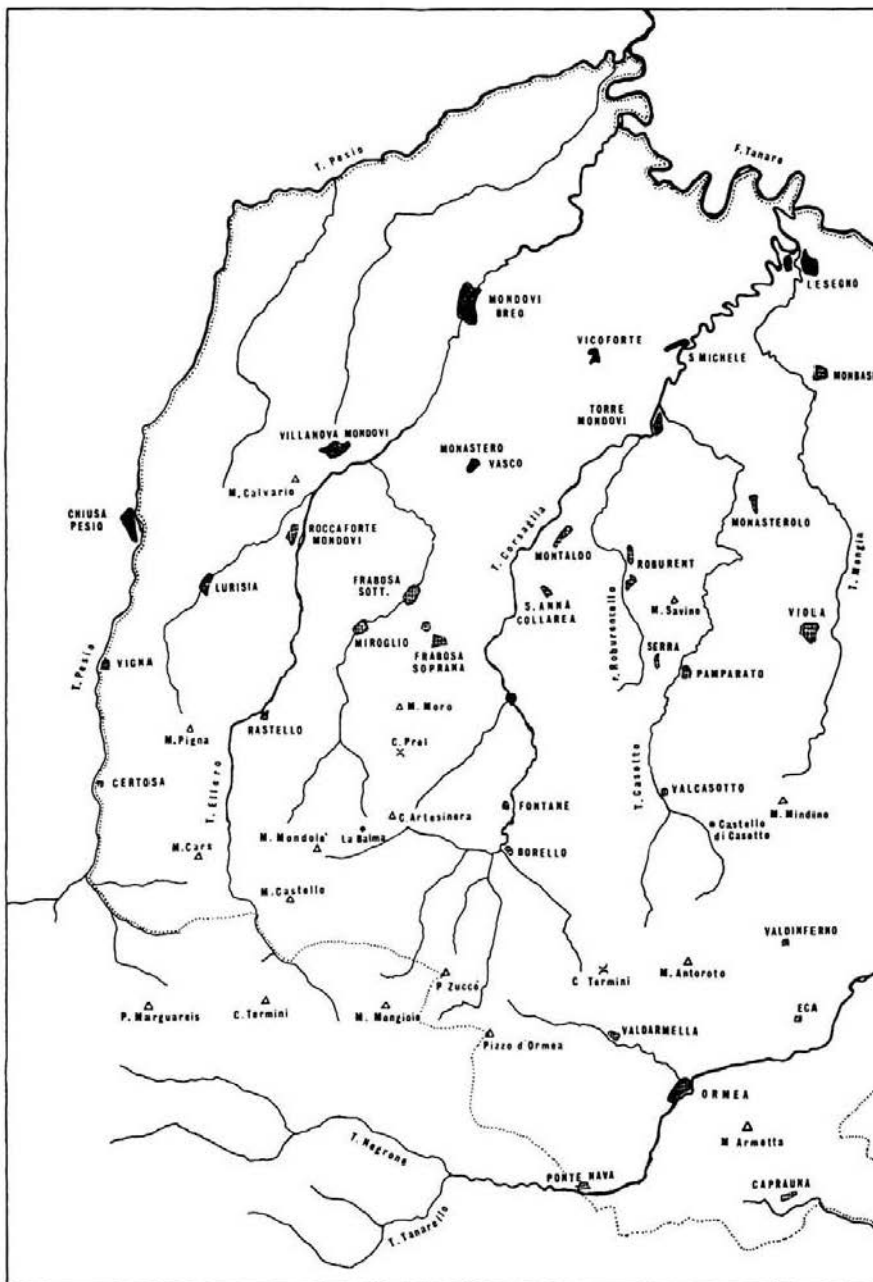 T. Pesio
F. Tanaro
LESEGNO
MONDOVI
BREO
VICOFORTE
S. MICHELE
MONBASI
TORRE
MONDOVI
VILLANOVA MONDOVI
MONASTERO
VASCO
M. Calvario
CHIUSA
PESIO
ROCCAFORTE
MONDOVI
T. Corsaglia
MONASTEROLO
MONTALDO
ROBURENT
T. Mongia
LURISIA
FRABOSA
SOTT.
S. ANNA
COLLAREA
M. Savino
VIOLA
MIROGLIO
FRABOSA
SOPRANA
r. Roburentello
SERRA
T. Pesio
VIGNA
PAMPARATO
M. Moro
RASTELLO
M. Pigna
C. Prel
T. Casotto
CERTOSA
T. Ellero
VALCASOTTO
M. Mindino
FONTANE
C. Artesinera
Castello
di Casotto
M. Mondolè
La Balma
M. Cars
BORELLO
M. Castello
VALDINFERNO
P. Zucco
C. Termini
M. Antoroto
P. Marguareis
C. Termini
M. Mongioie
EGA
Pizzo d'Ormea
VALDARMELLA
ORMEA
M. Armetta
T. Negrone
PONTE NAVA
CAPRAUNA
T. Tanarello